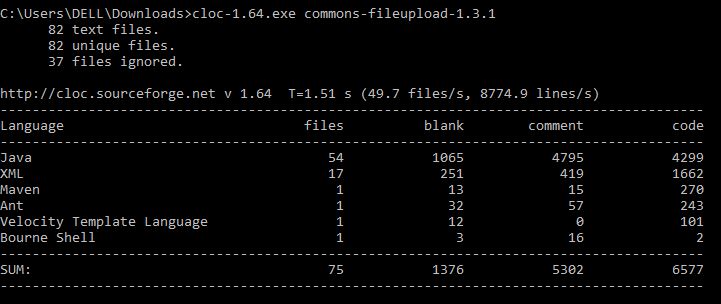 C:\Users\DELL\Downloads>cloc-1.64.exe commons-fileupload-1.3.1
      82 text files.
      82 unique files.
      37 files ignored.
http://cloc.sourceforge.net v 1.64  T=1.51 s (49.7 files/s, 8774.9 lines/s)
-------------------------------------------------------------------------------
Language                     files          blank        comment           code
-------------------------------------------------------------------------------
Java                            54           1065           4795           4299
XML                             17            251            419           1662
Maven                            1             13             15            270
Ant                              1             32             57            243
Velocity Template Language       1             12              0            101
Bourne Shell                     1              3             16              2
-------------------------------------------------------------------------------
SUM:                            75           1376           5302           6577
-------------------------------------------------------------------------------